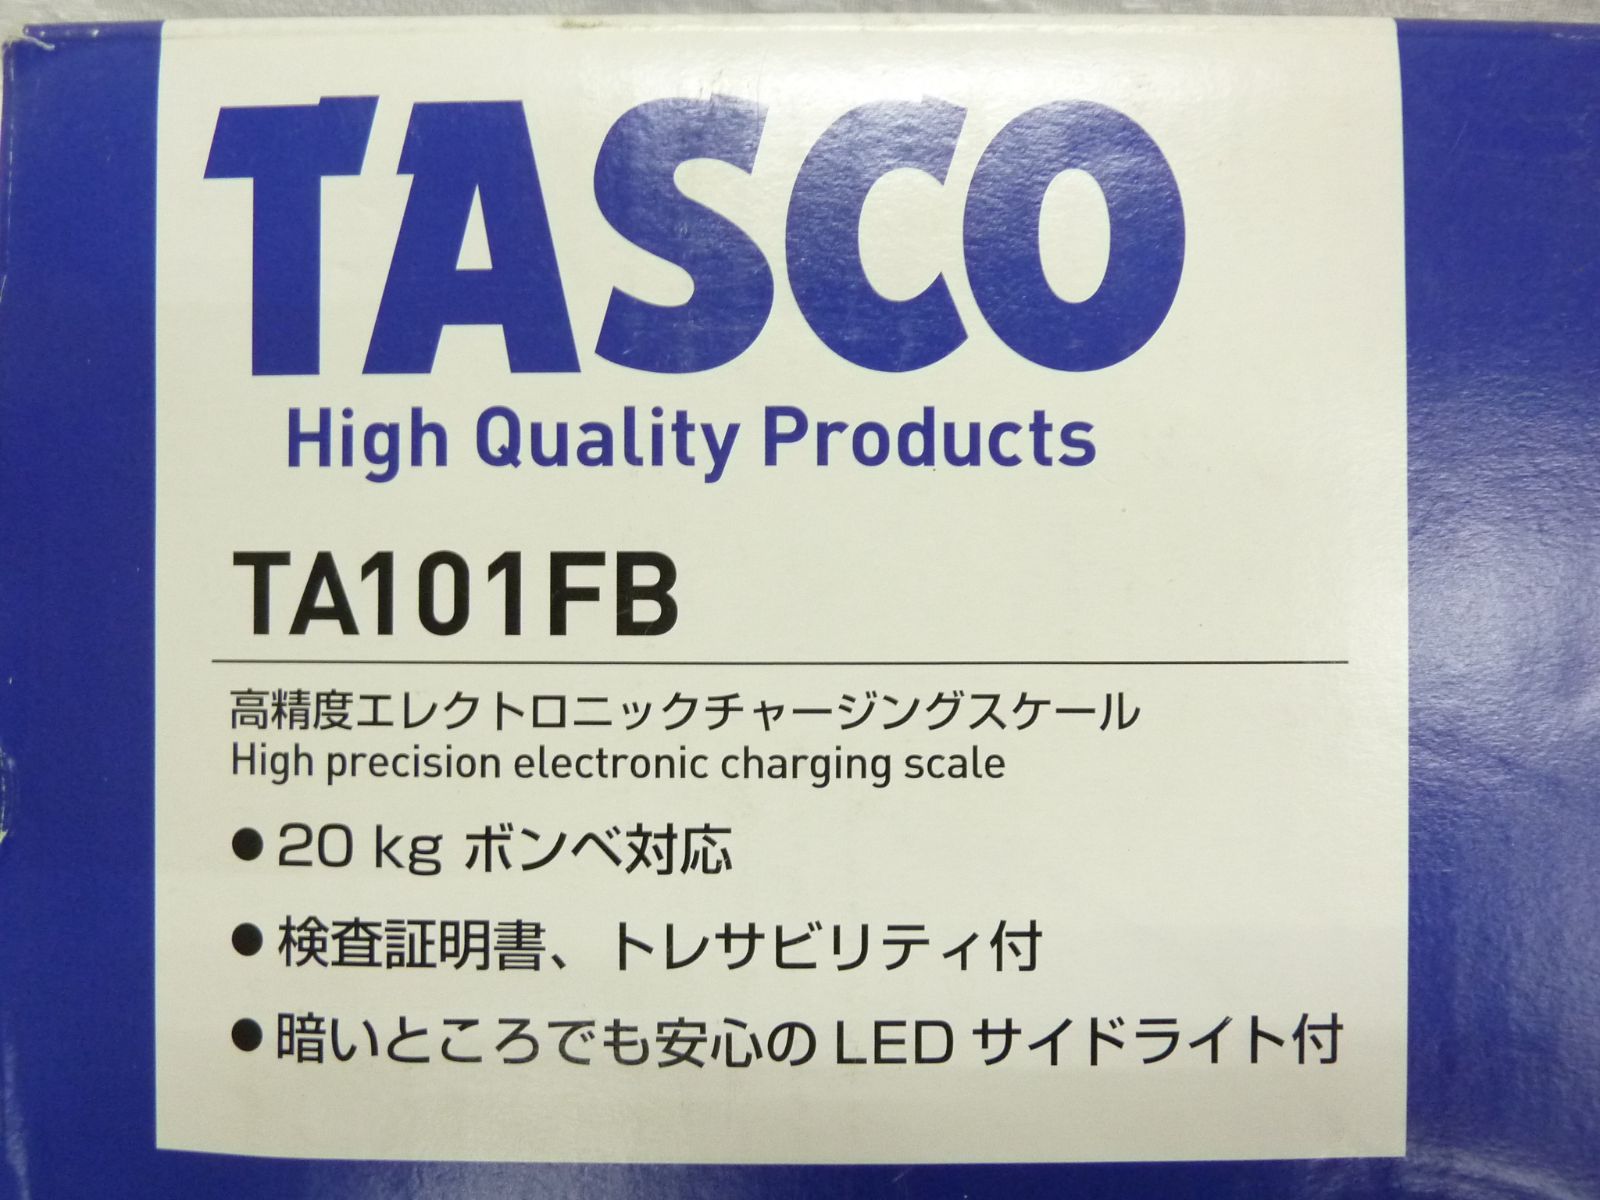 TASCO
High Quality Products
TA101FB
高精度エレクトロニックチャージングスケール
High precision electronic charging scale
●20 kg ボンベ対応
●検査証明書、トレサビリティ付
●暗いところでも安心の LED サイドライト付